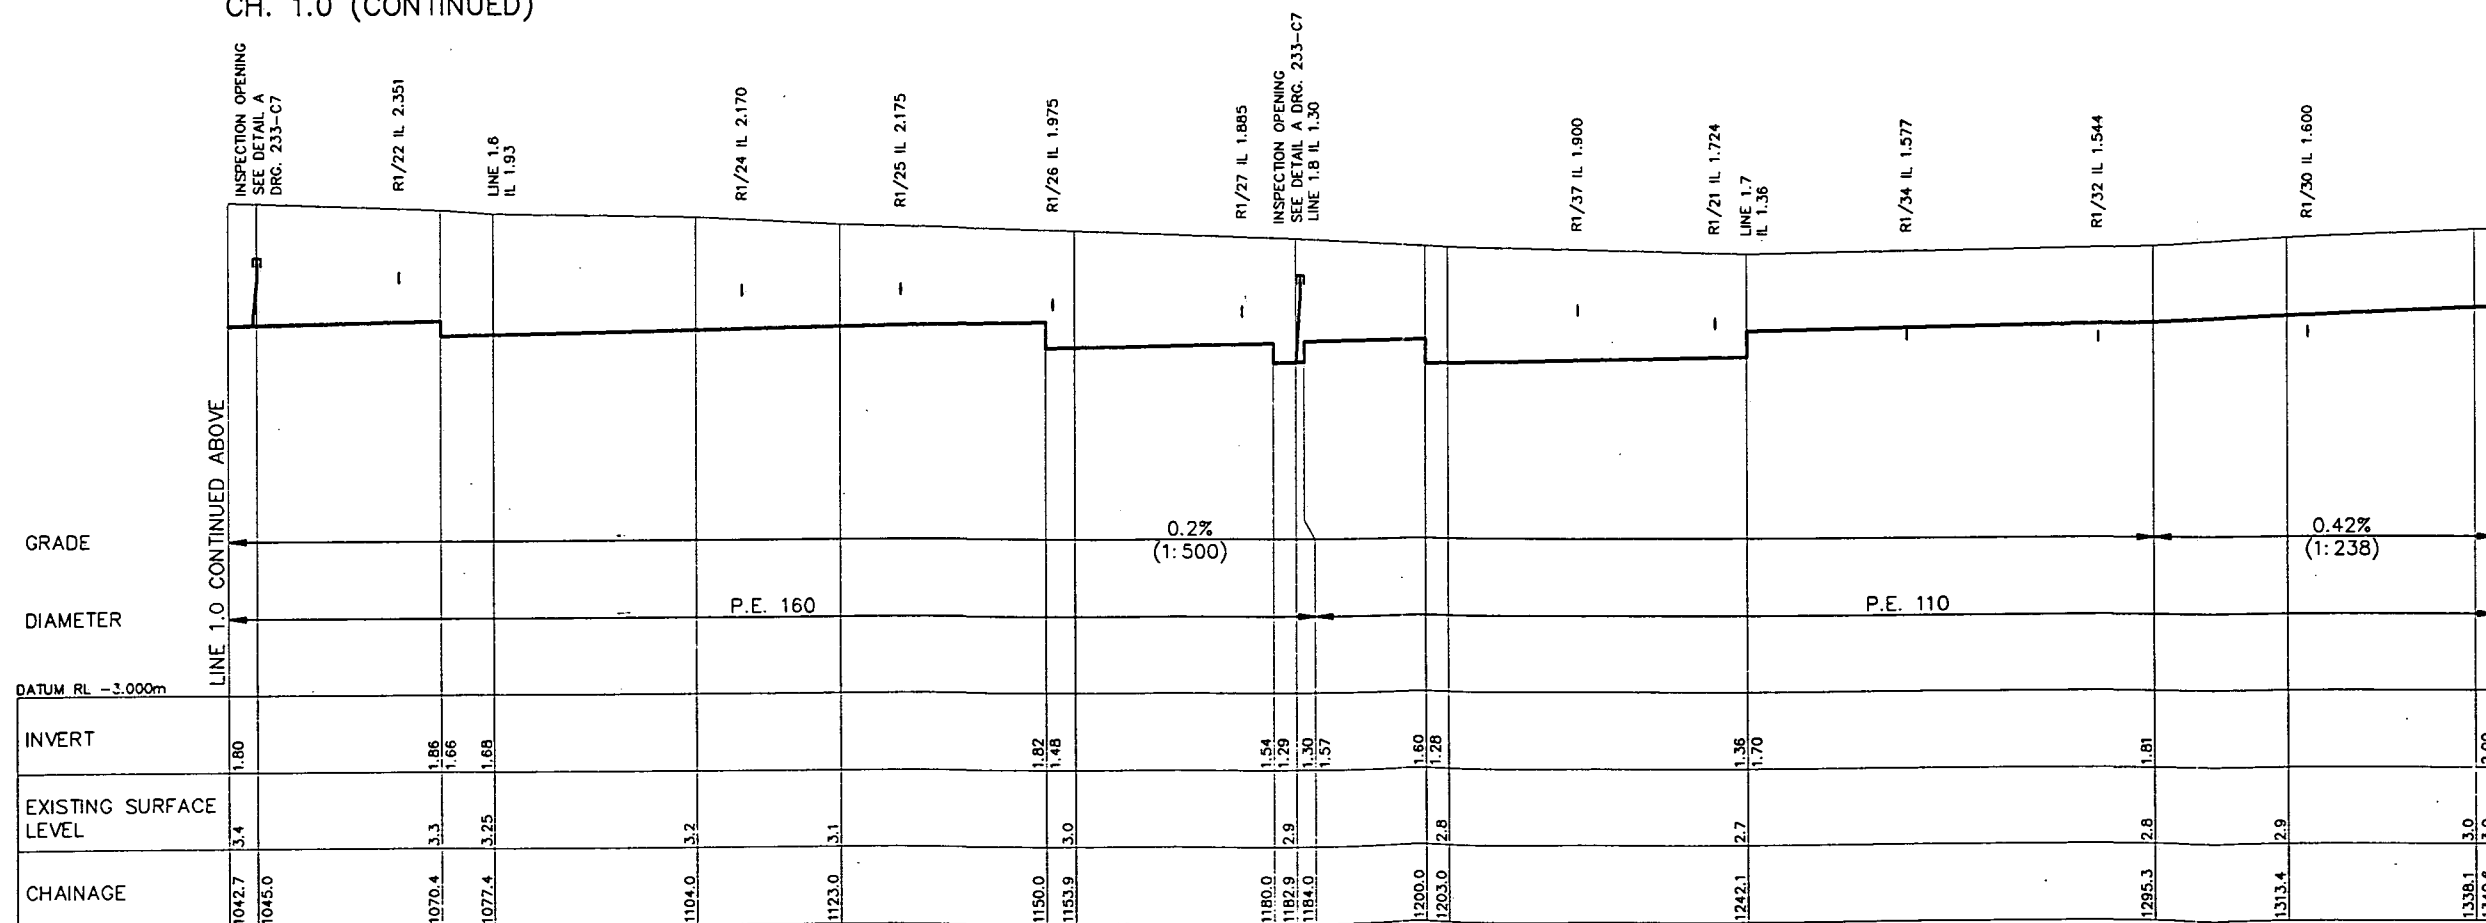 CH. 1.0 (CONTINUED)
INSPECTION OPENING
SEE DETAIL A
DRG. 233-C7
R1/22 IL 2.351
LINE 1.6
IL 1.93
R1/24 IL 2.170
R1/25 IL 2.175
R1/26 IL 1.975
R1/27 IL 1.885
INSPECTION OPENING
SEE DETAIL A DRG. 233-C7
LINE 1.8 IL 1.30
R1/37 IL 1.900
R1/21 IL 1.724
LINE 1.7
IL 1.36
R1/34 IL 1.577
R1/32 IL 1.544
R1/30 IL 1.600
LINE 1.0 CONTINUED ABOVE
GRADE
0.2%
(1:500)
0.42%
(1:238)
DIAMETER
P.E. 160
P.E. 110
DATUM RL -3.000m
INVERT
1.80
1.86
1.66
1.68
1.82
1.48
1.54
1.29
1.30
1.57
1.60
1.28
1.36
1.70
1.81
EXISTING SURFACE
LEVEL
3.4
3.3
3.25
3.2
3.1
3.0
2.9
2.8
2.7
2.8
2.9
3.0
CHAINAGE
1042.7
1045.0
1070.4
1077.4
1104.0
1123.0
1150.0
1153.9
1180.0
1182.9
1184.0
1200.0
1203.0
1242.1
1295.3
1313.4
1338.1